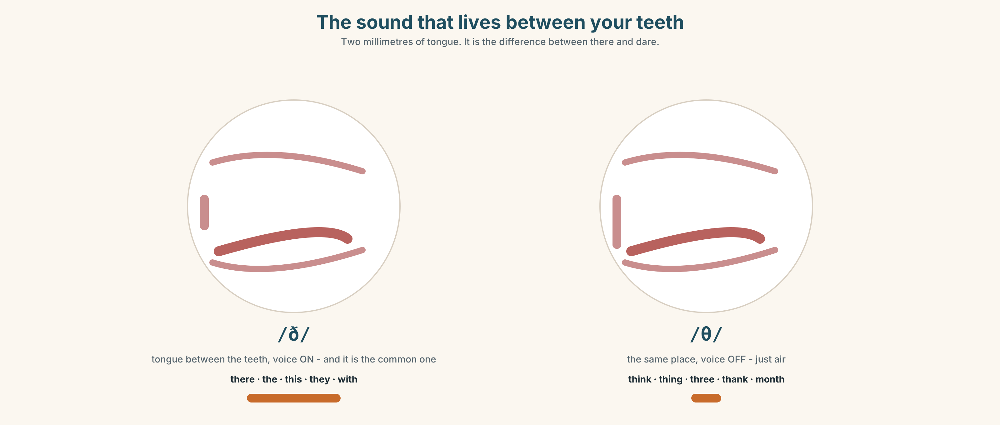 The sound that lives between your teeth
Two millimetres of tongue. It is the difference between there and dare.
/ð/
tongue between the teeth, voice ON - and it is the common one
there · the · this · they · with
/θ/
the same place, voice OFF - just air
think · thing · three · thank · month